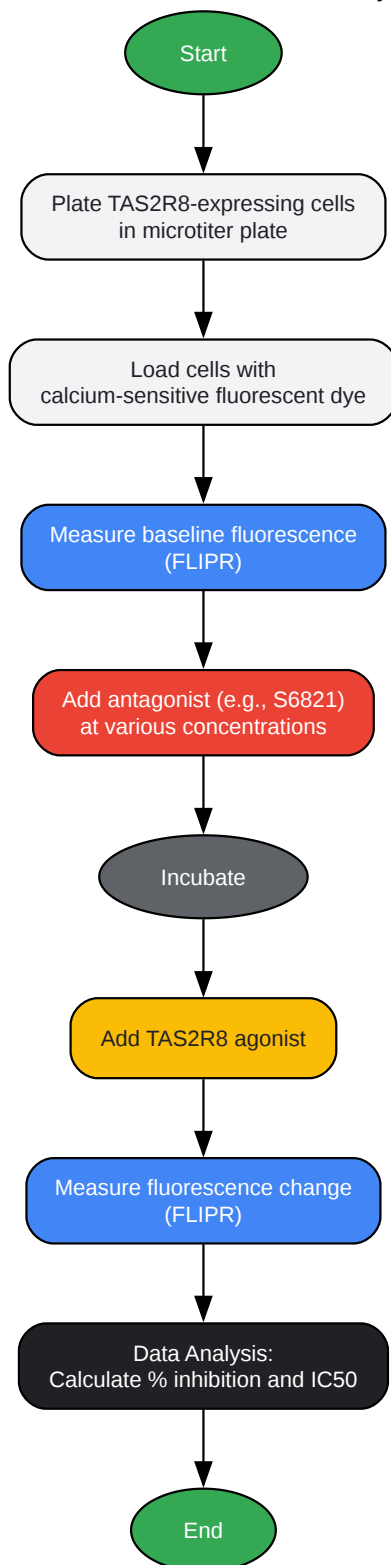 Start
Plate TAS2R8-expressing cells
in microtiter plate
Load cells with
calcium-sensitive fluorescent dye
Measure baseline fluorescence
(FLIPR)
Add antagonist (e.g., S6821)
at various concentrations
Incubate
Add TAS2R8 agonist
Measure fluorescence change
(FLIPR)
Data Analysis:
Calculate % inhibition and IC50
End